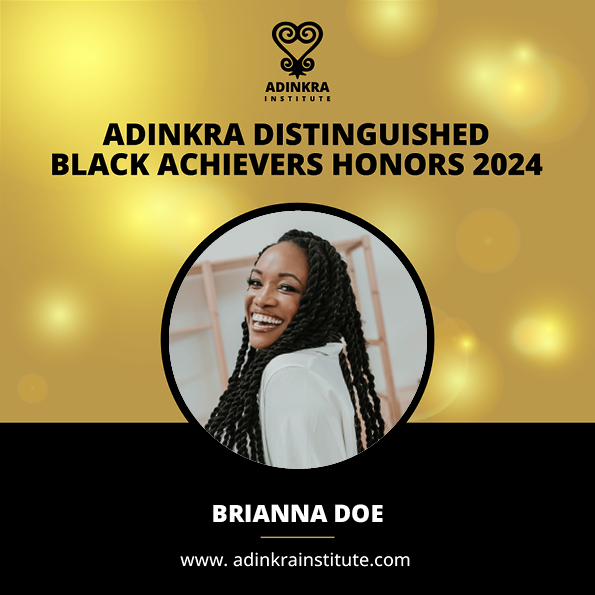 ADINKRA
INSTITUTE
ADINKRA DISTINGUISHED
BLACK ACHIEVERS HONORS 2024
BRIANNA DOE
www. adinkrainstitute.com